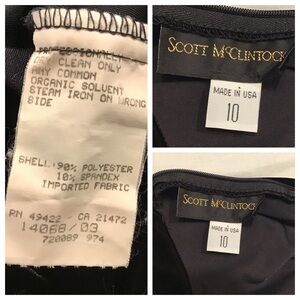 PROFESSIONALLY
DRY CLEAN ONLY
ANY COMMON
ORGANIC SOLVENT
STEAM IRON ON WRONG
SIDE
SHELL: 90% POLYESTER
10% SPANDEX
IMPORTED FABRIC
RN 49422 - CA 21472
14088/03
720089 974
SCOTT MCCLINTOCK
MADE IN USA
10
SCOTT MCCLINTOCK
MADE IN USA
10